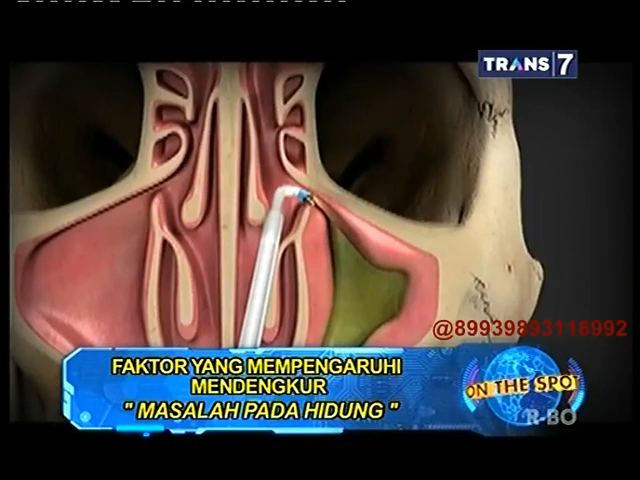 TRANS 7
@89939893116992
FAKTOR YANG MEMPENGARUHI
MENDENGKUR
" MASALAH PADA HIDUNG "
ON THE SPOT
R-BO